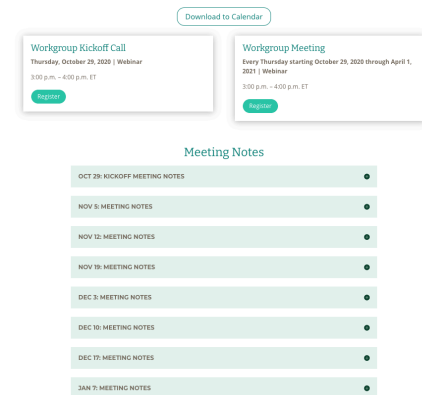 Download to Calendar
Workgroup Kickoff Call
Thursday, October 29, 2020 | Webinar
3:00 p.m. – 4:00 p.m. ET
Register
Workgroup Meeting
Every Thursday starting October 29, 2020 through April 1,
2021 | Webinar
3:00 p.m. – 4:00 p.m. ET
Register
Meeting Notes
OCT 29: KICKOFF MEETING NOTES
NOV 5: MEETING NOTES
NOV 12: MEETING NOTES
NOV 19: MEETING NOTES
DEC 3: MEETING NOTES
DEC 10: MEETING NOTES
DEC 17: MEETING NOTES
JAN 7: MEETING NOTES